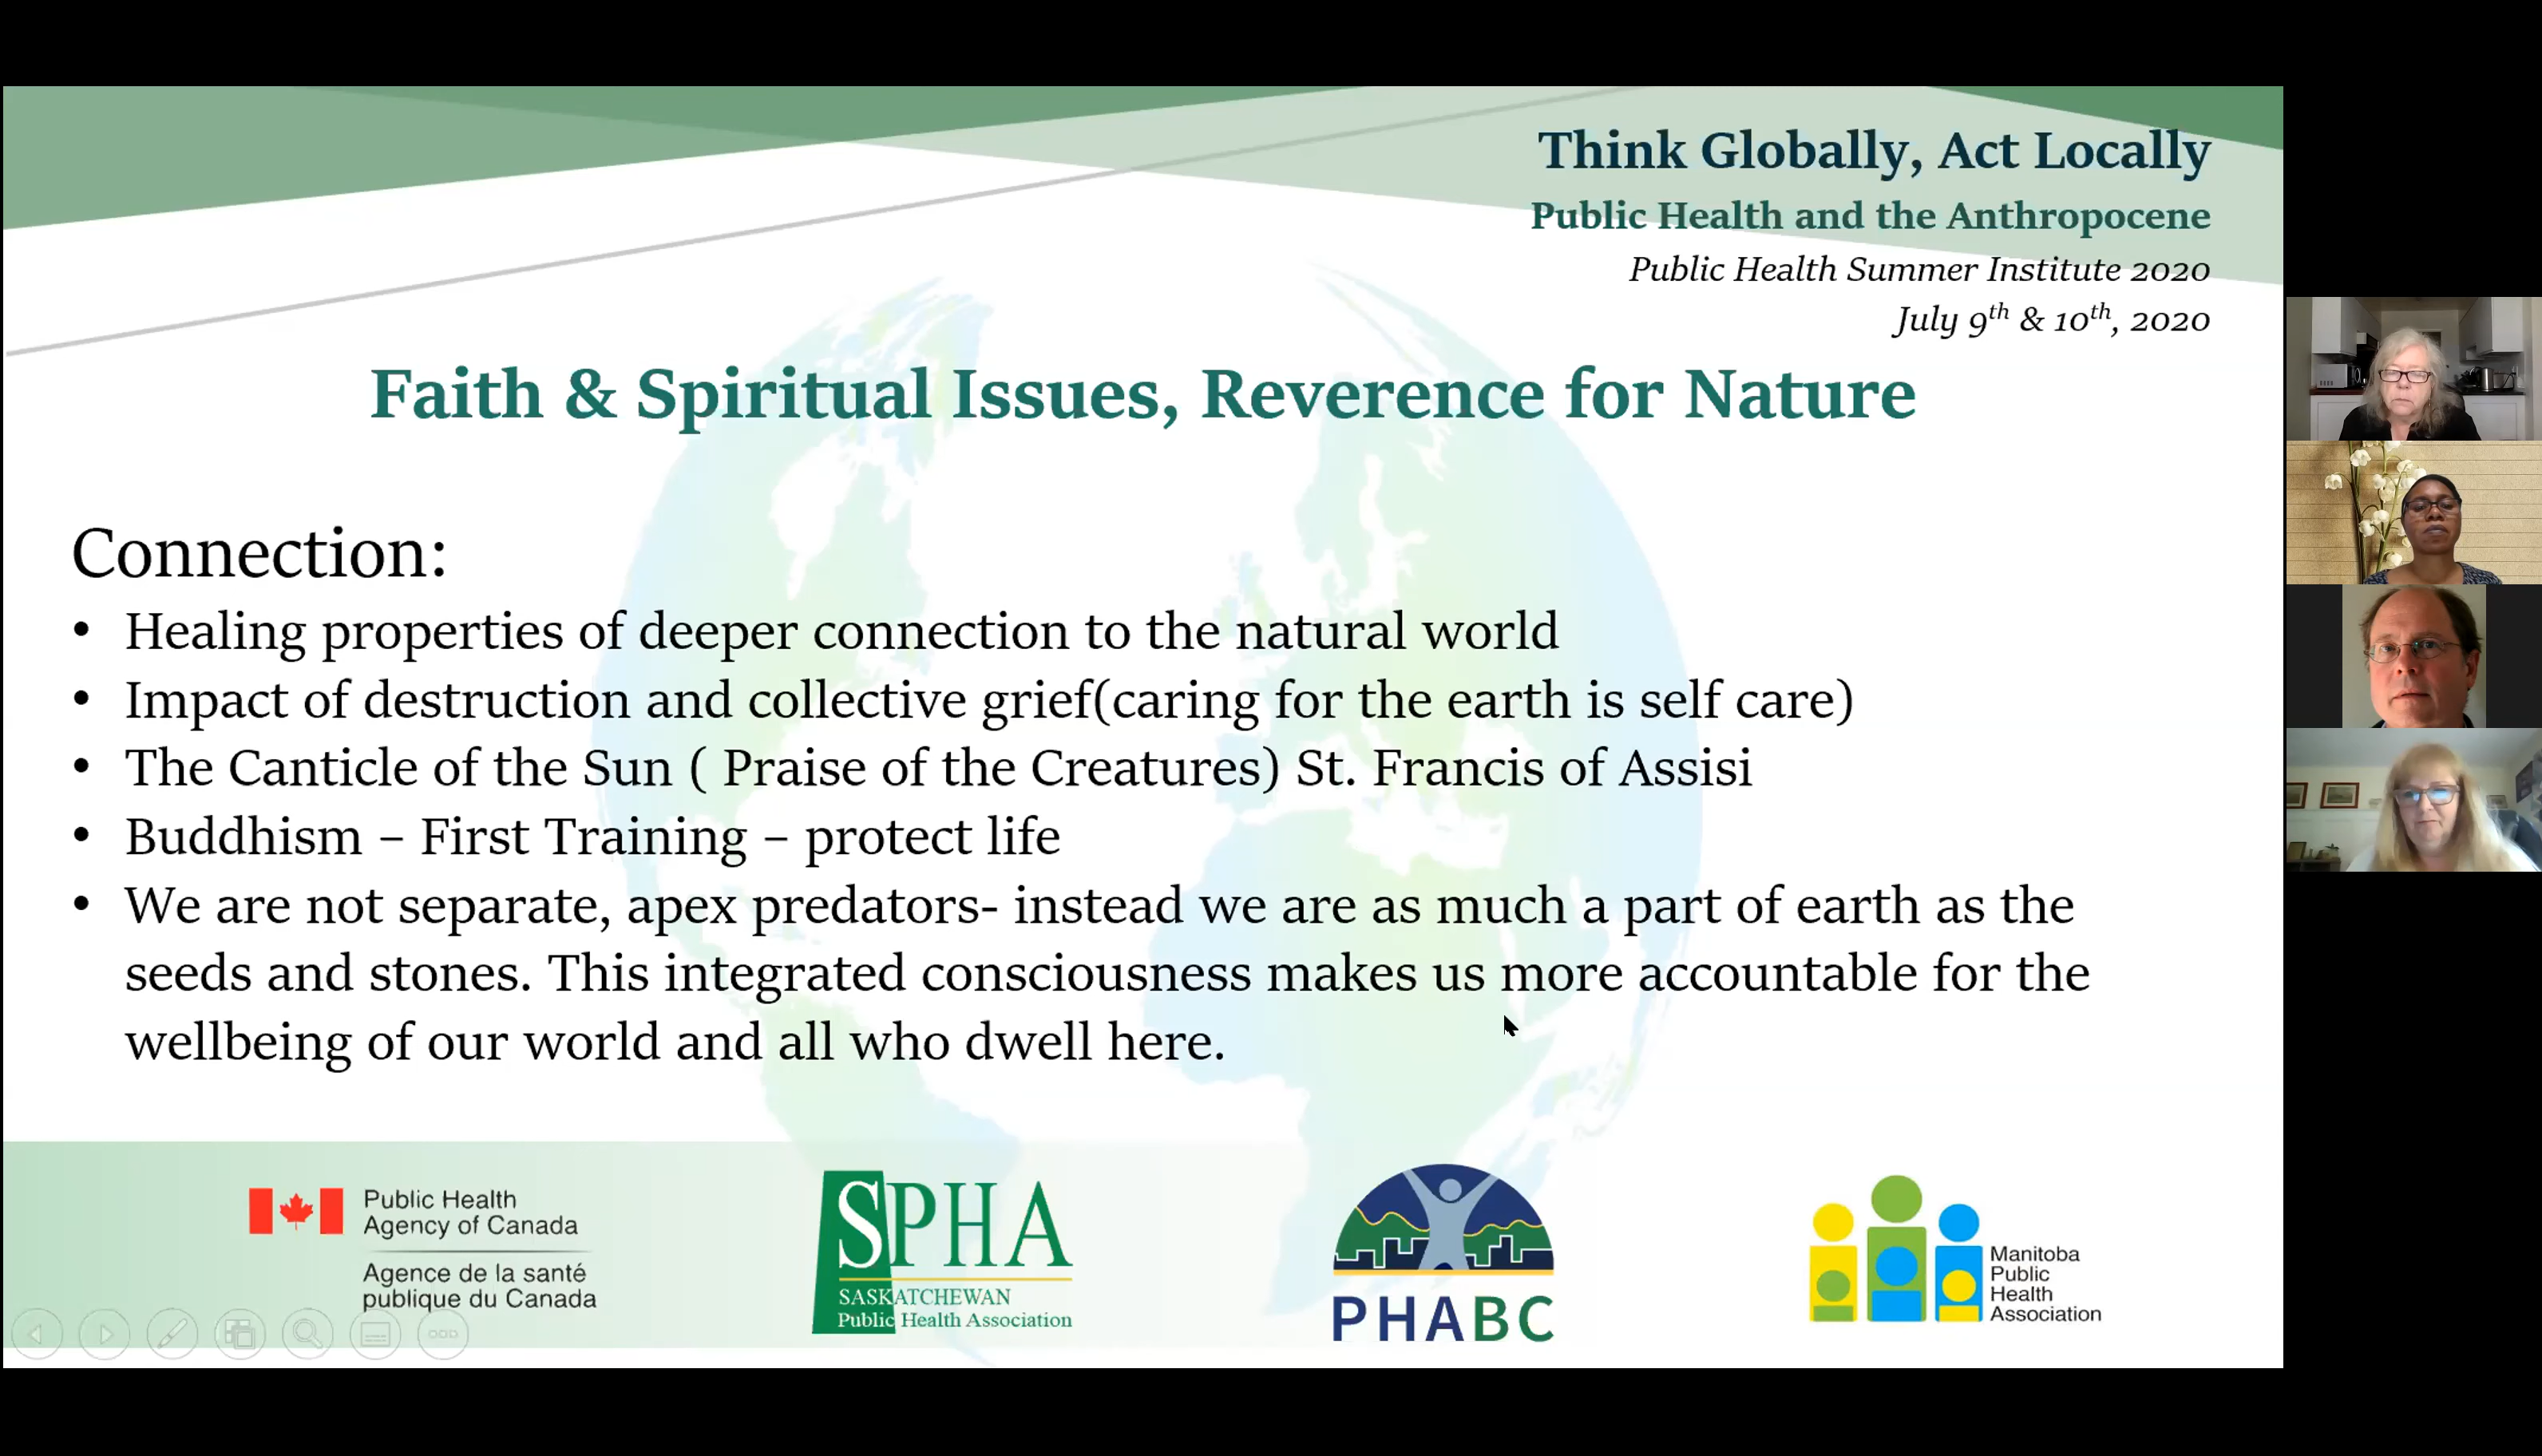 Think Globally, Act Locally
Public Health and the Anthropocene
Public Health Summer Institute 2020
July 9th & 10th, 2020
Faith & Spiritual Issues, Reverence for Nature
Connection:
• Healing properties of deeper connection to the natural world
• Impact of destruction and collective grief(caring for the earth is self care)
• The Canticle of the Sun ( Praise of the Creatures) St. Francis of Assisi
• Buddhism – First Training – protect life
• We are not separate, apex predators- instead we are as much a part of earth as the
seeds and stones. This integrated consciousness makes us more accountable for the
wellbeing of our world and all who dwell here.
Public Health
Agency of Canada
Agence de la santé
publique du Canada
SPHA
SASKATCHEWAN
Public Health Association
PHABC
Manitoba
Public
Health
Association